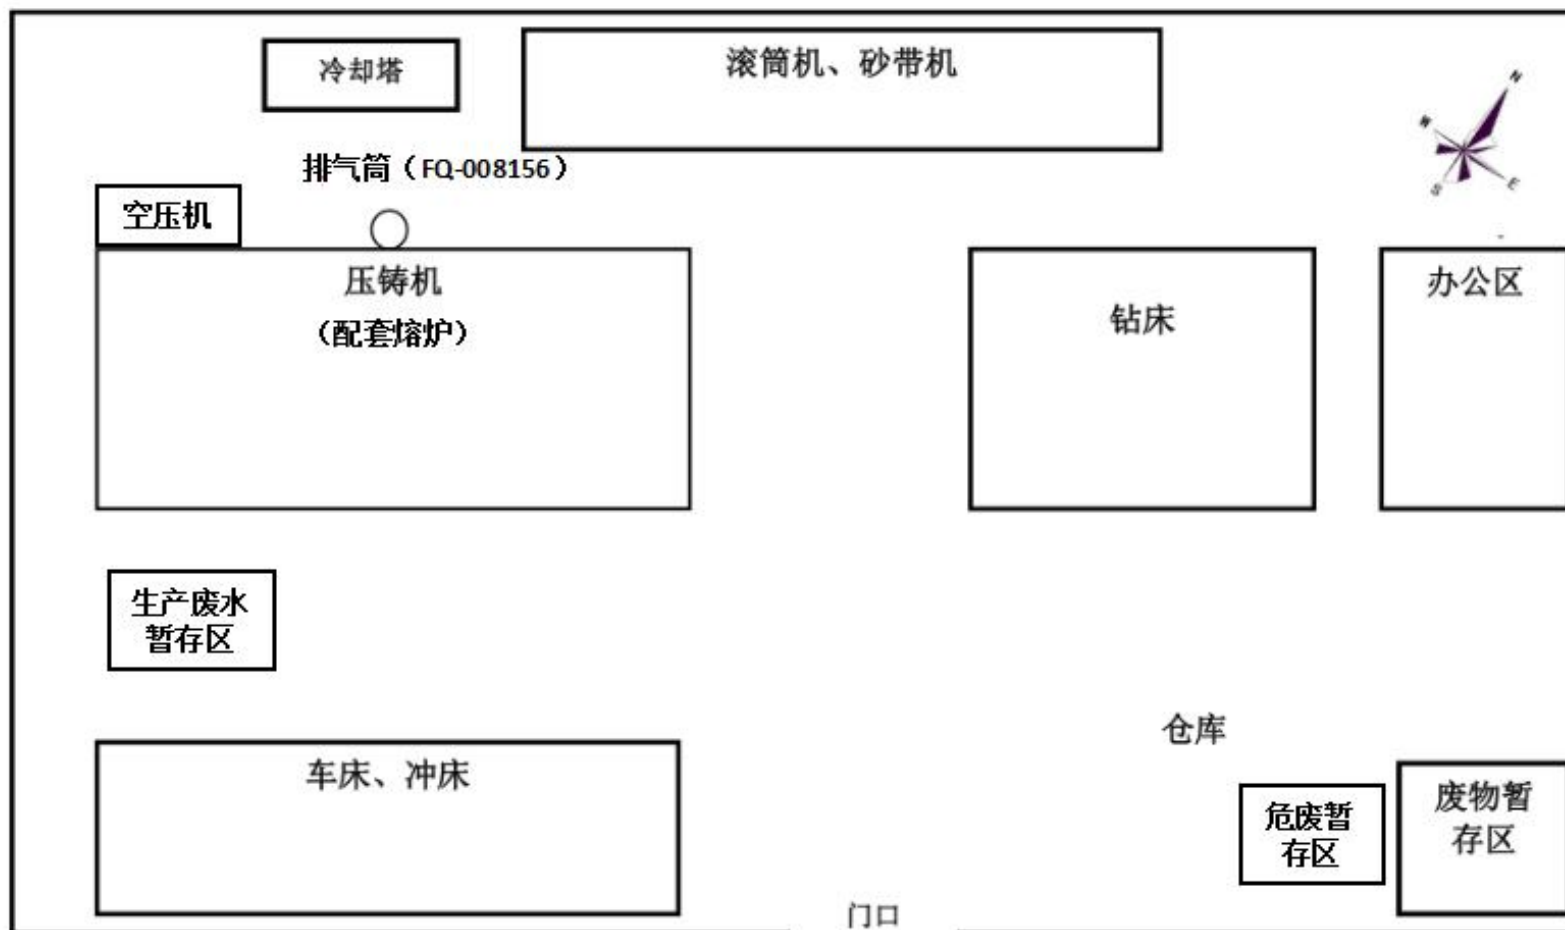 冷却塔
滚筒机、砂带机
排气筒（FQ-008156）
N
W
S
E
空压机
压铸机
（配套熔炉）
钻床
办公区
生产废水
暂存区
仓库
车床、冲床
危废暂
存区
废物暂
存区
门口